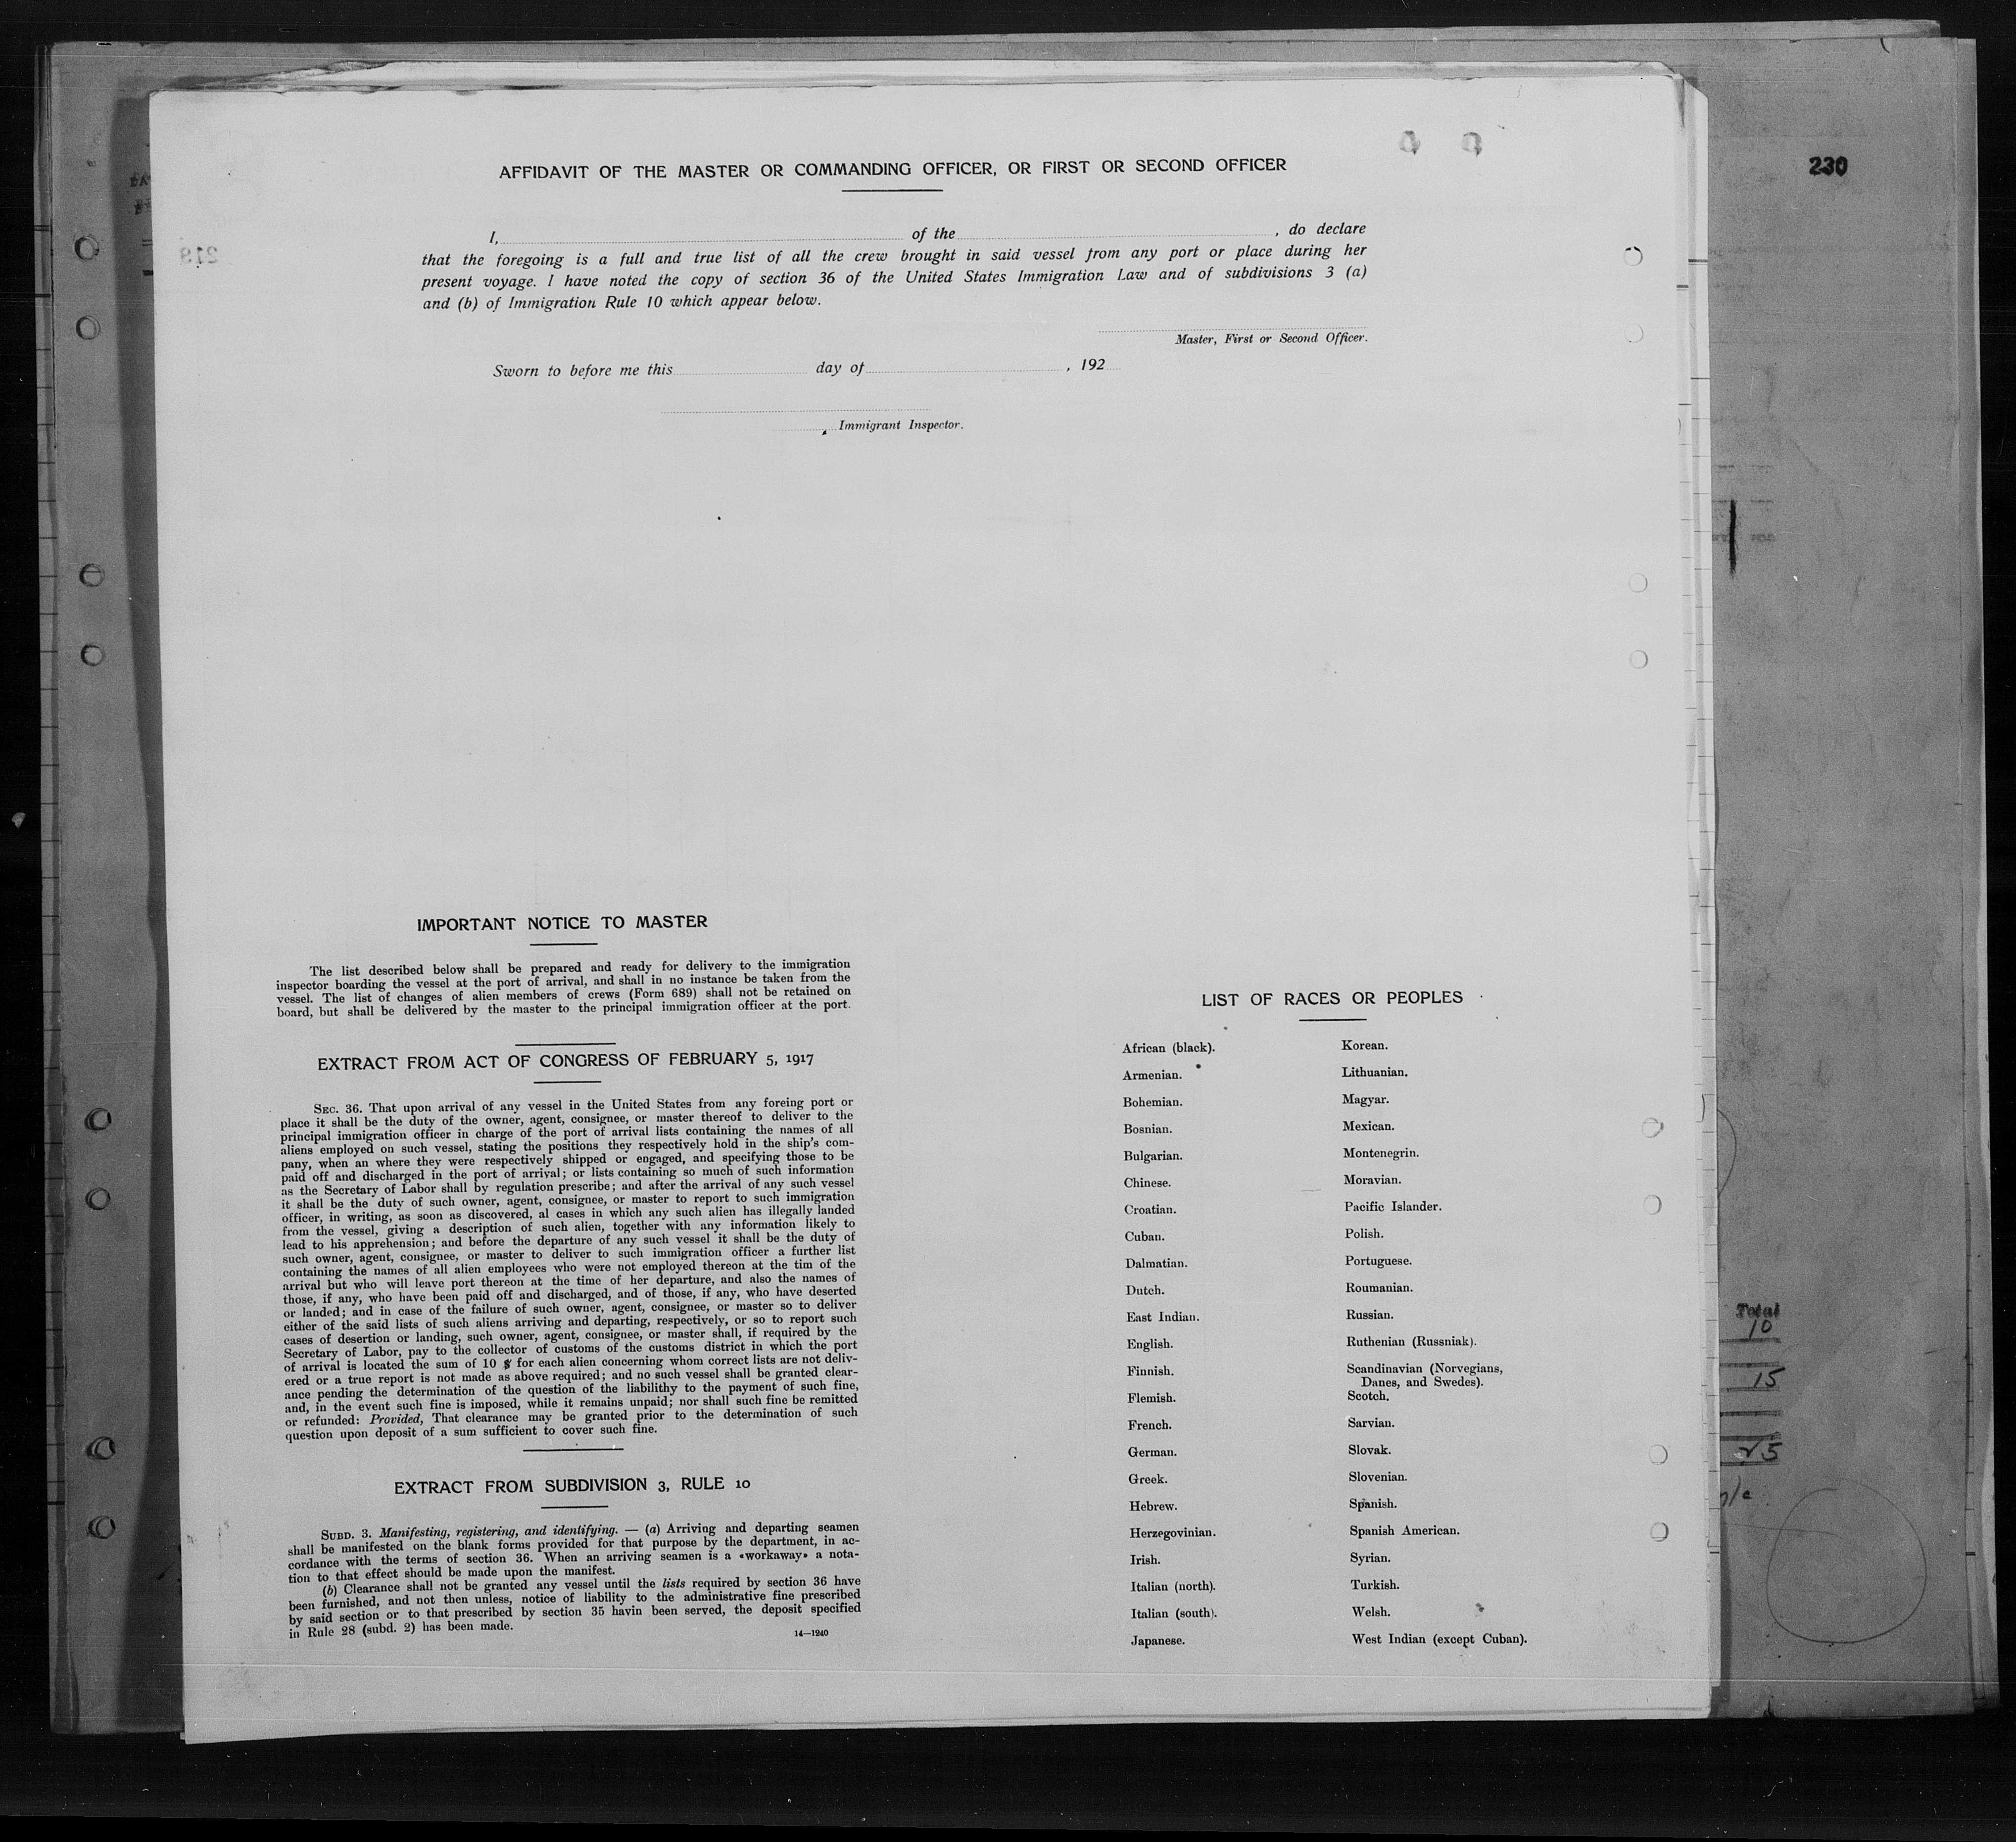 AFFIDAVIT OF THE MASTER OR COMMANDING OFFICER, OR FIRST OR SECOND OFFICER
230
I, of the , do declare
that the foregoing is a full and true list of all the crew brought in said vessel from any port or place during her
present voyage. I have noted the copy of section 36 of the United States Immigration Law and of subdivisions 3 (a)
and (b) of Immigration Rule 10 which appear below.
Master, First or Second Officer.
Sworn to before me this day of , 192
Immigrant Inspector.
IMPORTANT NOTICE TO MASTER
The list described below shall be prepared and ready for delivery to the immigration
inspector boarding the vessel at the port of arrival, and shall in no instance be taken from the
vessel. The list of changes of alien members of crews (Form 689) shall not be retained on
board, but shall be delivered by the master to the principal immigration officer at the port.
EXTRACT FROM ACT OF CONGRESS OF FEBRUARY 5, 1917
SEC. 36. That upon arrival of any vessel in the United States from any foreing port or
place it shall be the duty of the owner, agent, consignee, or master thereof to deliver to the
principal immigration officer in charge of the port of arrival lists containing the names of all
aliens employed on such vessel, stating the positions they respectively hold in the ship's com-
pany, when an where they were respectively shipped or engaged, and specifying those to be
paid off and discharged in the port of arrival; or lists containing so much of such information
as the Secretary of Labor shall by regulation prescribe; and after the arrival of any such vessel
it shall be the duty of such owner, agent, consignee, or master to report to such immigration
officer, in writing, as soon as discovered, al cases in which any such alien has illegally landed
from the vessel, giving a description of such alien, together with any information likely to
lead to his apprehension; and before the departure of any such vessel it shall be the duty of
such owner, agent, consignee, or master to deliver to such immigration officer a further list
containing the names of all alien employees who were not employed thereon at the tim of the
arrival but who will leave port thereon at the time of her departure, and also the names of
those, if any, who have been paid off and discharged, and of those, if any, who have deserted
or landed; and in case of the failure of such owner, agent, consignee, or master so to deliver
either of the said lists of such aliens arriving and departing, respectively, or so to report such
cases of desertion or landing, such owner, agent, consignee, or master shall, if required by the
Secretary of Labor, pay to the collector of customs of the customs district in which the port
of arrival is located the sum of 10 $ for each alien concerning whom correct lists are not deliv-
ered or a true report is not made as above required; and no such vessel shall be granted clear-
ance pending the determination of the question of the liabilithy to the payment of such fine,
and, in the event such fine is imposed, while it remains unpaid; nor shall such fine be remitted
or refunded: Provided, That clearance may be granted prior to the determination of such
question upon deposit of a sum sufficient to cover such fine.
EXTRACT FROM SUBDIVISION 3, RULE 10
SUBD. 3. Manifesting, registering, and identifying. — (a) Arriving and departing seamen
shall be manifested on the blank forms provided for that purpose by the department, in ac-
cordance with the terms of section 36. When an arriving seamen is a «workaway» a nota-
tion to that effect should be made upon the manifest.
(b) Clearance shall not be granted any vessel until the lists required by section 36 have
been furnished, and not then unless, notice of liability to the administrative fine prescribed
by said section or to that prescribed by section 35 havin been served, the deposit specified
in Rule 28 (subd. 2) has been made.
14—1240
LIST OF RACES OR PEOPLES
African (black).
Armenian.
Bohemian.
Bosnian.
Bulgarian.
Chinese.
Croatian.
Cuban.
Dalmatian.
Dutch.
East Indian.
English.
Finnish.
Flemish.
French.
German.
Greek.
Hebrew.
Herzegovinian.
Irish.
Italian (north).
Italian (south).
Japanese.
Korean.
Lithuanian.
Magyar.
Mexican.
Montenegrin.
Moravian.
Pacific Islander.
Polish.
Portuguese.
Roumanian.
Russian.
Ruthenian (Russniak).
Scandinavian (Norvegians,
Danes, and Swedes).
Scotch.
Sarvian.
Slovak.
Slovenian.
Spanish.
Spanish American.
Syrian.
Turkish.
Welsh.
West Indian (except Cuban).
Total
10
15
25